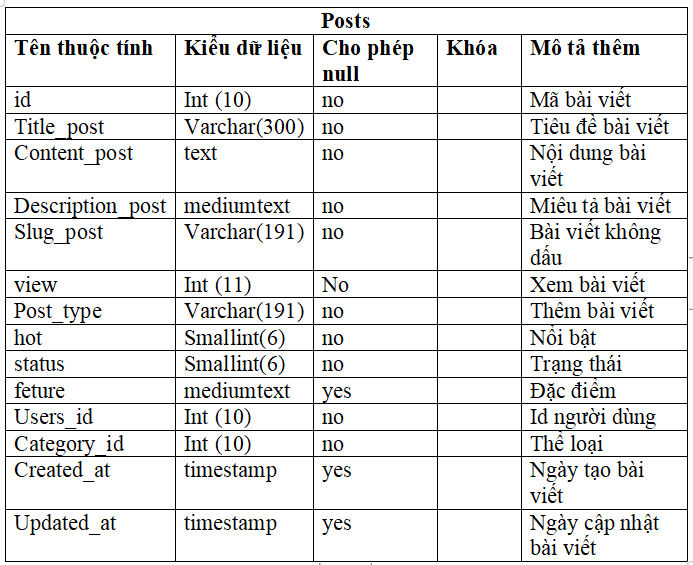 Posts
Tên thuộc tính Kiểu dữ liệu Cho phép null Khóa Mô tả thêm
id Int (10) no Mã bài viết
Title_post Varchar(300) no Tiêu đề bài viết
Content_post text no Nội dung bài viết
Description_post mediumtext no Miêu tả bài viết
Slug_post Varchar(191) no Bài viết không dấu
view Int (11) No Xem bài viết
Post_type Varchar(191) no Thêm bài viết
hot Smallint(6) no Nổi bật
status Smallint(6) no Trạng thái
feture mediumtext yes Đặc điểm
Users_id Int (10) no Id người dùng
Category_id Int (10) no Thể loại
Created_at timestamp yes Ngày tạo bài viết
Updated_at timestamp yes Ngày cập nhật bài viết